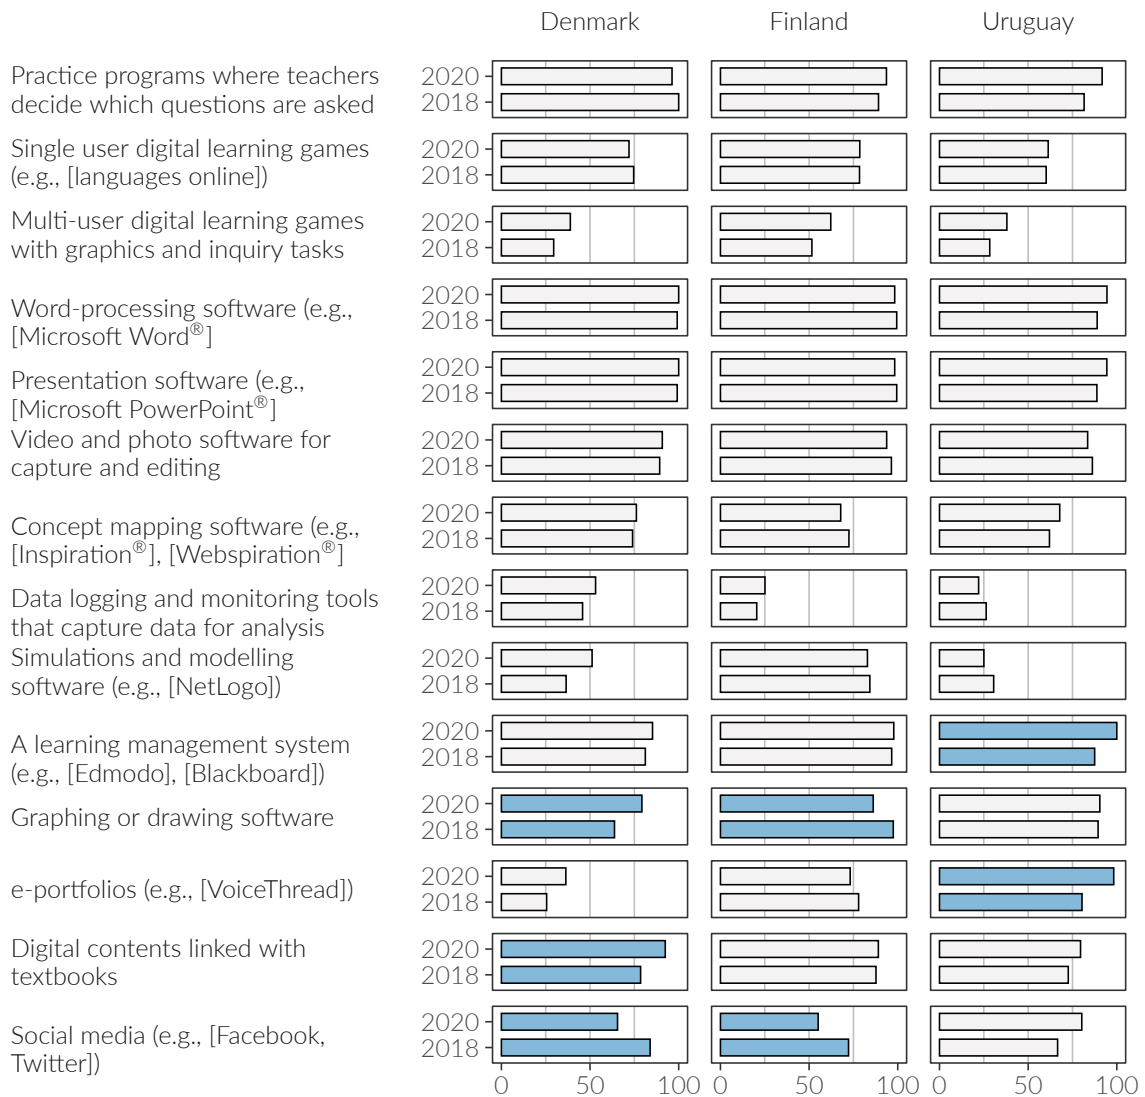 Denmark Finland Uruguay
Practice programs where teachers
decide which questions are asked
2020
2018
Single user digital learning games
(e.g., [languages online])
2020
2018
Multi-user digital learning games
with graphics and inquiry tasks
2020
2018
Word-processing software (e.g.,
[Microsoft Word®]
2020
2018
Presentation software (e.g.,
[Microsoft PowerPoint®]
2020
2018
Video and photo software for
capture and editing
2020
2018
Concept mapping software (e.g.,
[Inspiration®], [Webspiration®]
2020
2018
Data logging and monitoring tools
that capture data for analysis
2020
2018
Simulations and modelling
software (e.g., [NetLogo])
2020
2018
A learning management system
(e.g., [Edmodo], [Blackboard])
2020
2018
Graphing or drawing software
2020
2018
e-portfolios (e.g., [VoiceThread])
2020
2018
Digital contents linked with
textbooks
2020
2018
Social media (e.g., [Facebook,
Twitter])
2020
2018
0 50 100 0 50 100 0 50 100